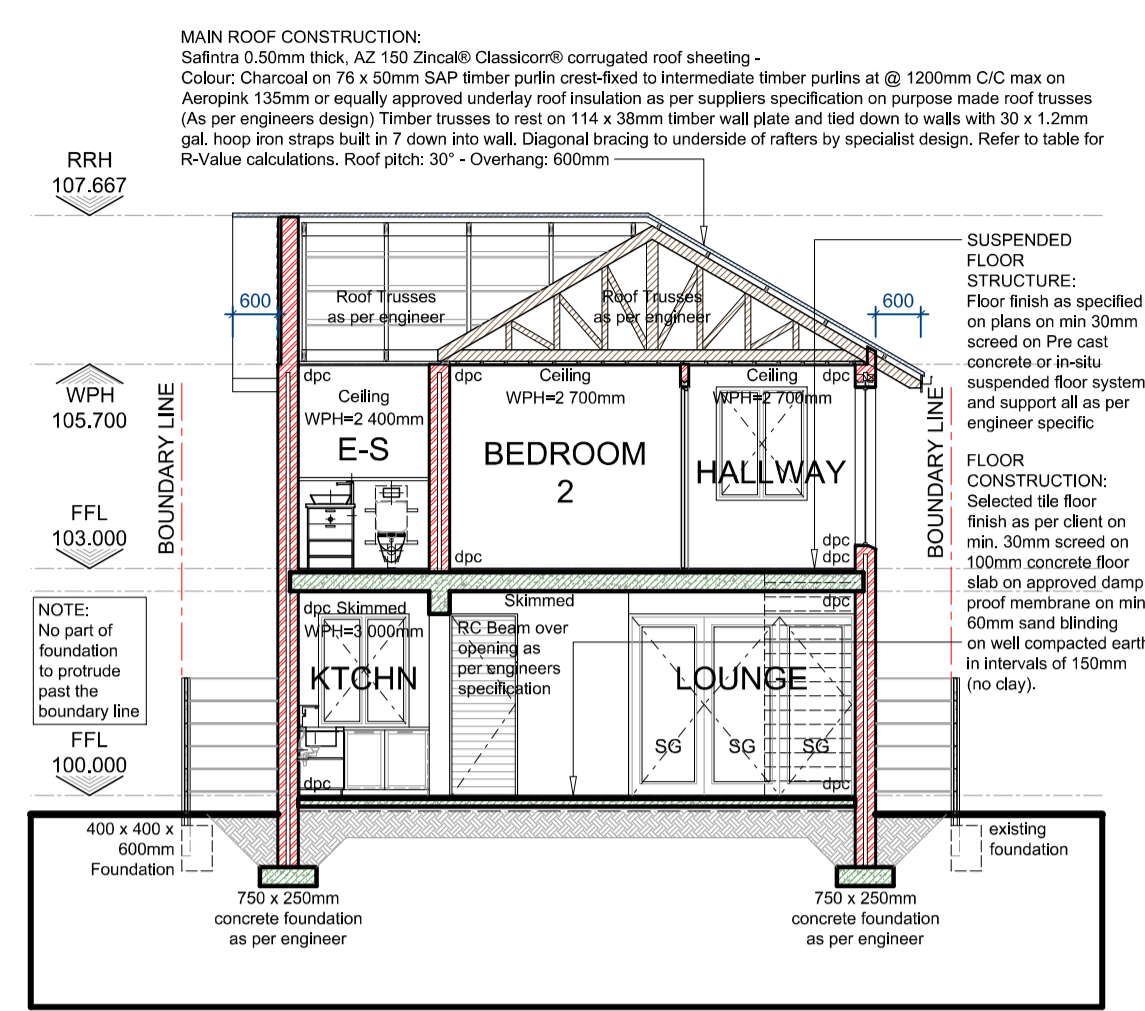 MAIN ROOF CONSTRUCTION:
Safintra 0.50mm thick, AZ 150 Zincal® Classicorr® corrugated roof sheeting -
Colour: Charcoal on 76 x 50mm SAP timber purlin crest-fixed to intermediate timber purlins at @ 1200mm C/C max on
Aeropink 135mm or equally approved underlay roof insulation as per suppliers specification on purpose made roof trusses
(As per engineers design) Timber trusses to rest on 114 x 38mm timber wall plate and tied down to walls with 30 x 1.2mm
gal. hoop iron straps built in 7 down into wall. Diagonal bracing to underside of rafters by specialist design. Refer to table for
R-Value calculations. Roof pitch: 30° - Overhang: 600mm
RRH
107.667
600
Roof Trusses
as per engineer
Roof Trusses
as per engineer
600
SUSPENDED
FLOOR
STRUCTURE:
Floor finish as specified
on plans on min 30mm
screed on Pre cast
concrete or in-situ
suspended floor system
and support all as per
engineer specific
WPH
105.700
BOUNDARY LINE
dpc
Ceiling
WPH=2 400mm
E-S
dpc
Ceiling
WPH=2 700mm
BEDROOM
2
dpc
Ceiling
WPH=2 700mm
dpc
HALLWAY
dpc
dpc
BOUNDARY LINE
FLOOR
CONSTRUCTION:
Selected tile floor
finish as per client on
min. 30mm screed on
100mm concrete floor
slab on approved damp
proof membrane on min
60mm sand blinding
on well compacted earth
in intervals of 150mm
(no clay).
FFL
103.000
NOTE:
No part of
foundation
to protrude
past the
boundary line
dpc Skimmed
WPH=3 000mm
KTCHN
dpc
Skimmed
RC Beam over
opening as
per engineers
specification
dpc
LOUNGE
SG
SG
SG
dpc
FFL
100.000
400 x 400 x
600mm
Foundation
existing
foundation
750 x 250mm
concrete foundation
as per engineer
750 x 250mm
concrete foundation
as per engineer